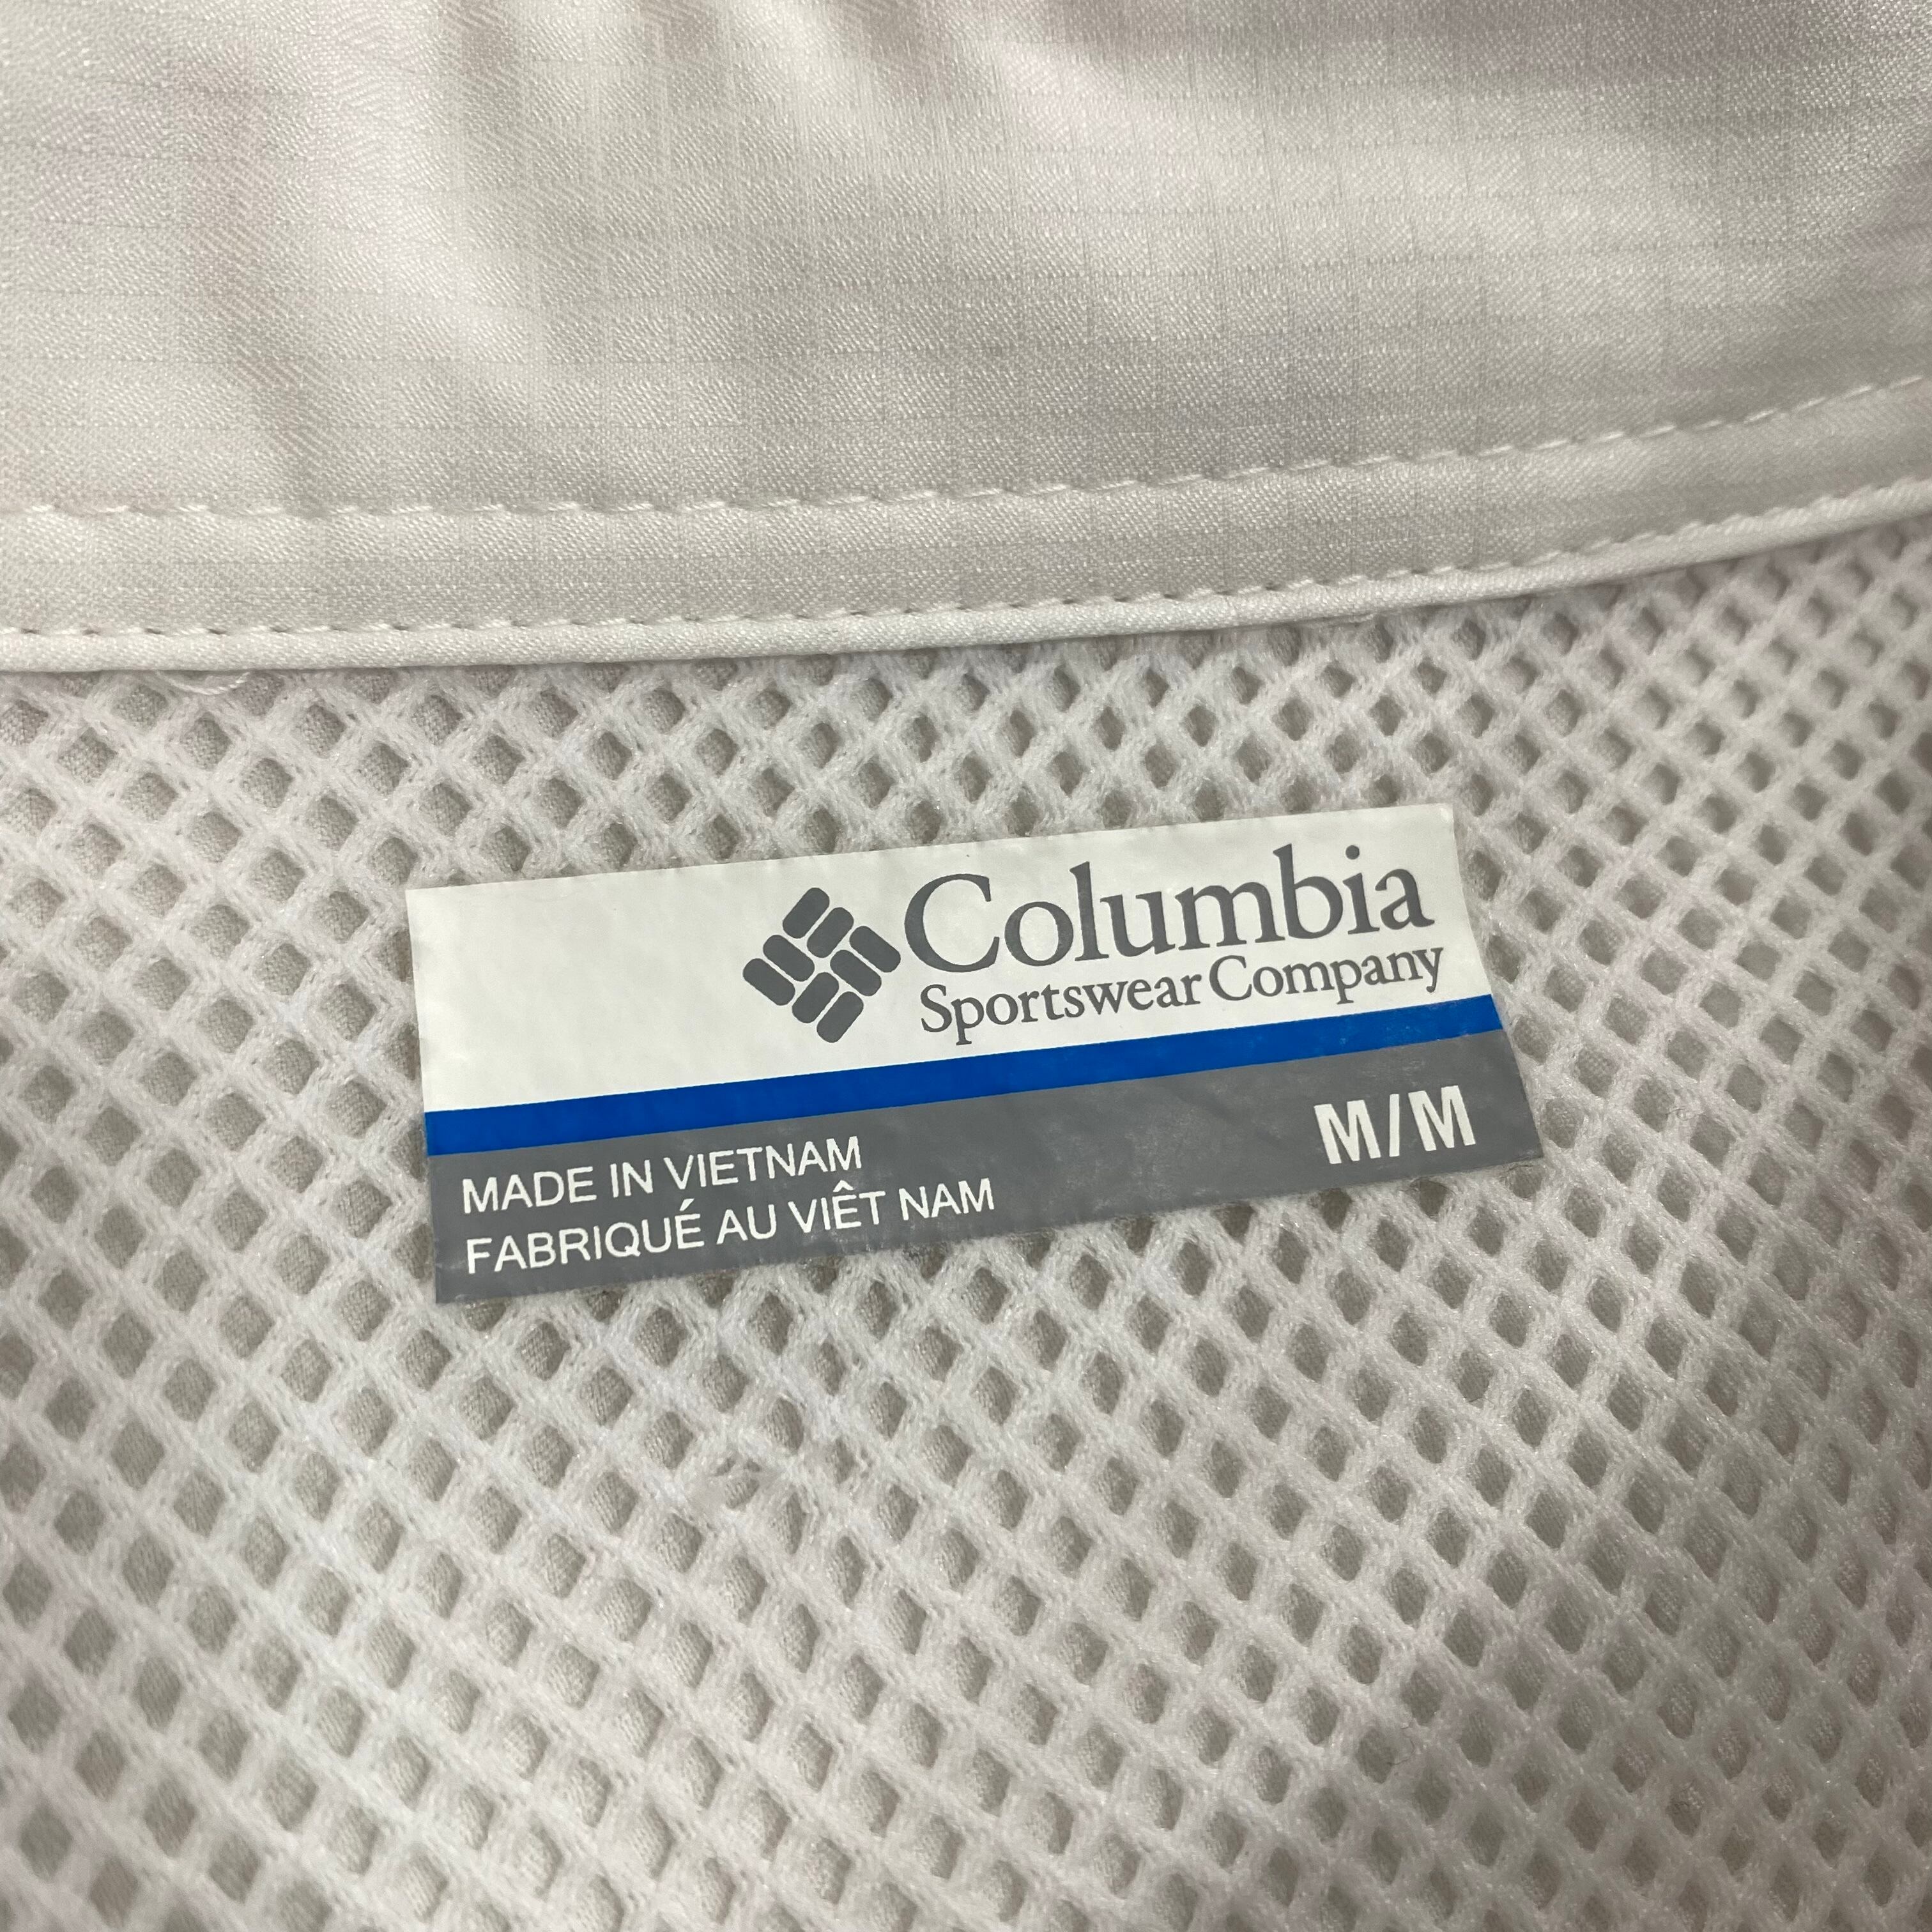 Columbia
Sportswear Company
MADE IN VIETNAM
FABRIQUÉ AU VIÊT NAM
M/M